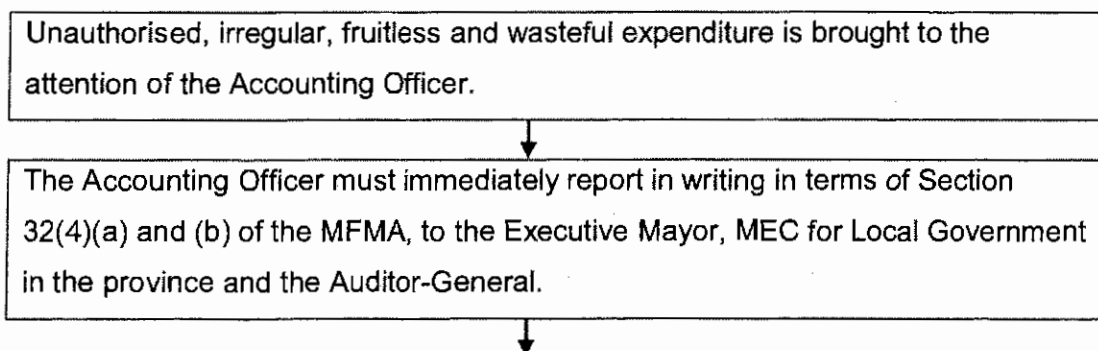 Unauthorised, irregular, fruitless and wasteful expenditure is brought to the
attention of the Accounting Officer.
The Accounting Officer must immediately report in writing in terms of Section
32(4)(a) and (b) of the MFMA, to the Executive Mayor, MEC for Local Government
in the province and the Auditor-General.